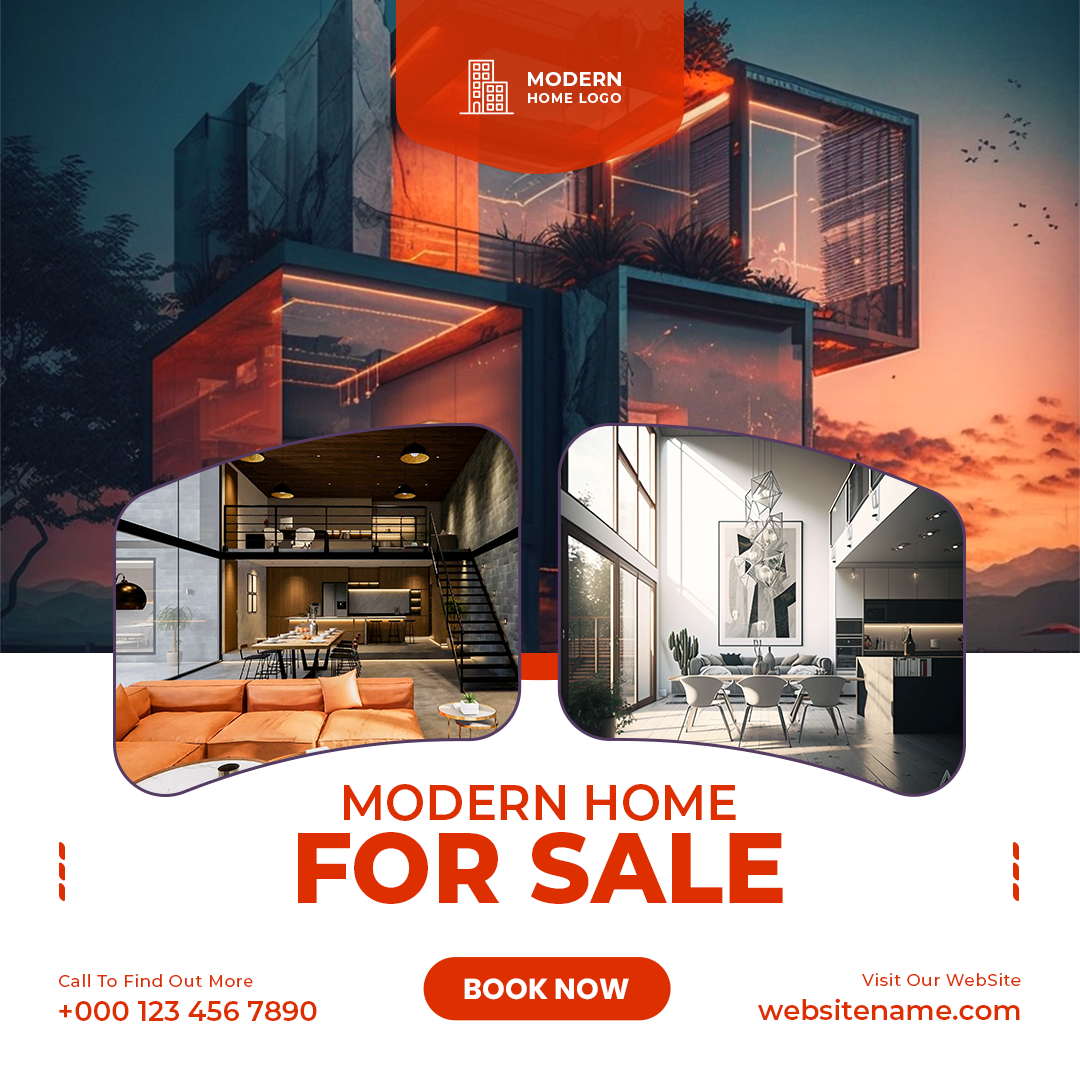 MODERN
HOME LOGO
MODERN HOME
FOR SALE
Call To Find Out More
+000 123 456 7890
BOOK NOW
Visit Our WebSite
websitename.com